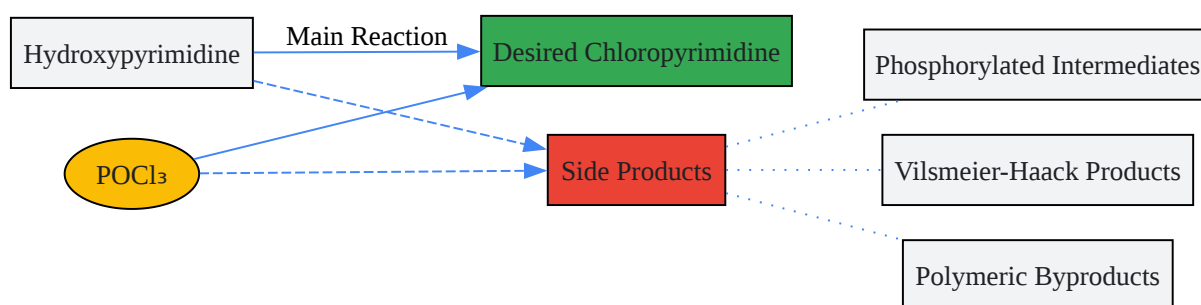 Hydroxypyrimidine
Main Reaction
Desired Chloropyrimidine
Phosphorylated Intermediates
POCl₃
Side Products
Vilsmeier-Haack Products
Polymeric Byproducts